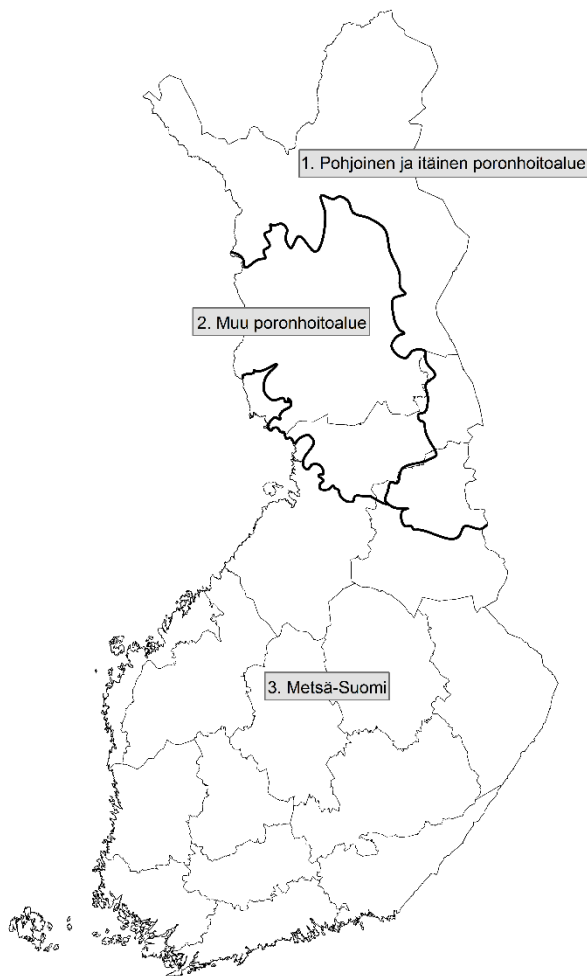 1. Pohjoinen ja itäinen poronhoitoalue
2. Muu poronhoitoalue
3. Metsä-Suomi